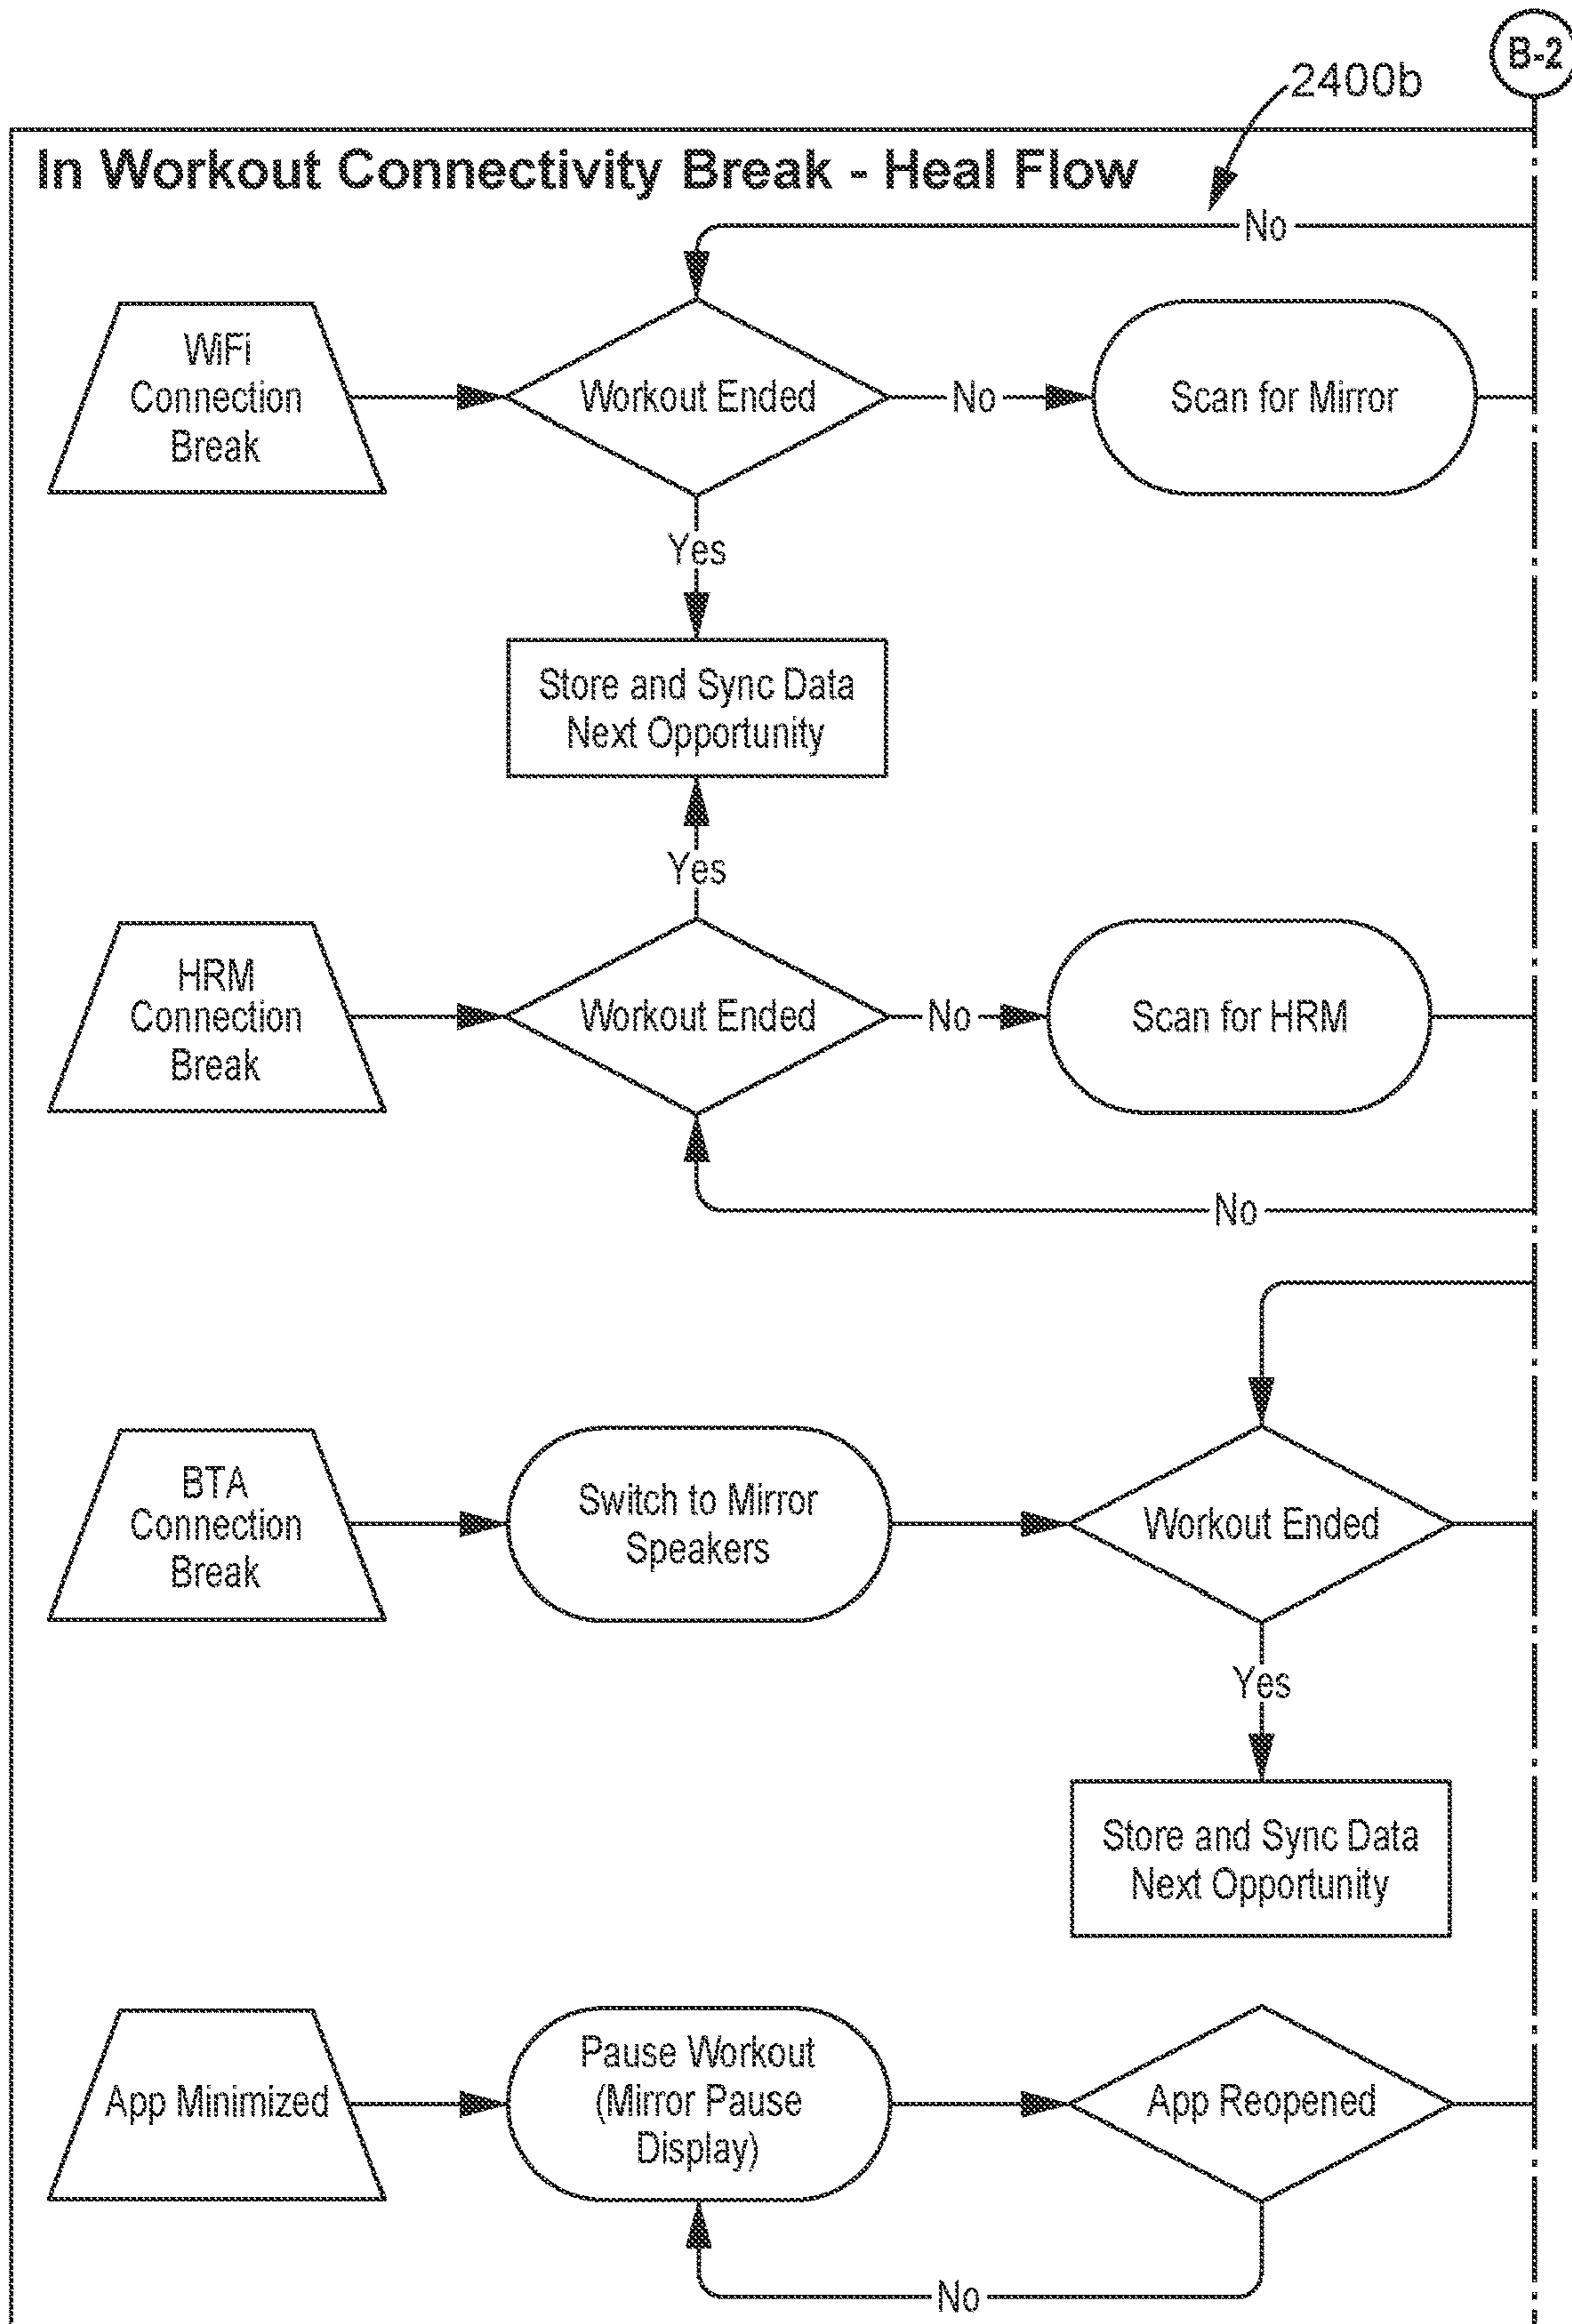 B-2
2400b
In Workout Connectivity Break - Heal Flow
No
WiFi
Connection
Break
Workout Ended
No
Scan for Mirror
Yes
Store and Sync Data
Next Opportunity
Yes
HRM
Connection
Break
Workout Ended
No
Scan for HRM
No
BTA
Connection
Break
Switch to Mirror
Speakers
Workout Ended
Yes
Store and Sync Data
Next Opportunity
App Minimized
Pause Workout
(Mirror Pause
Display)
App Reopened
No